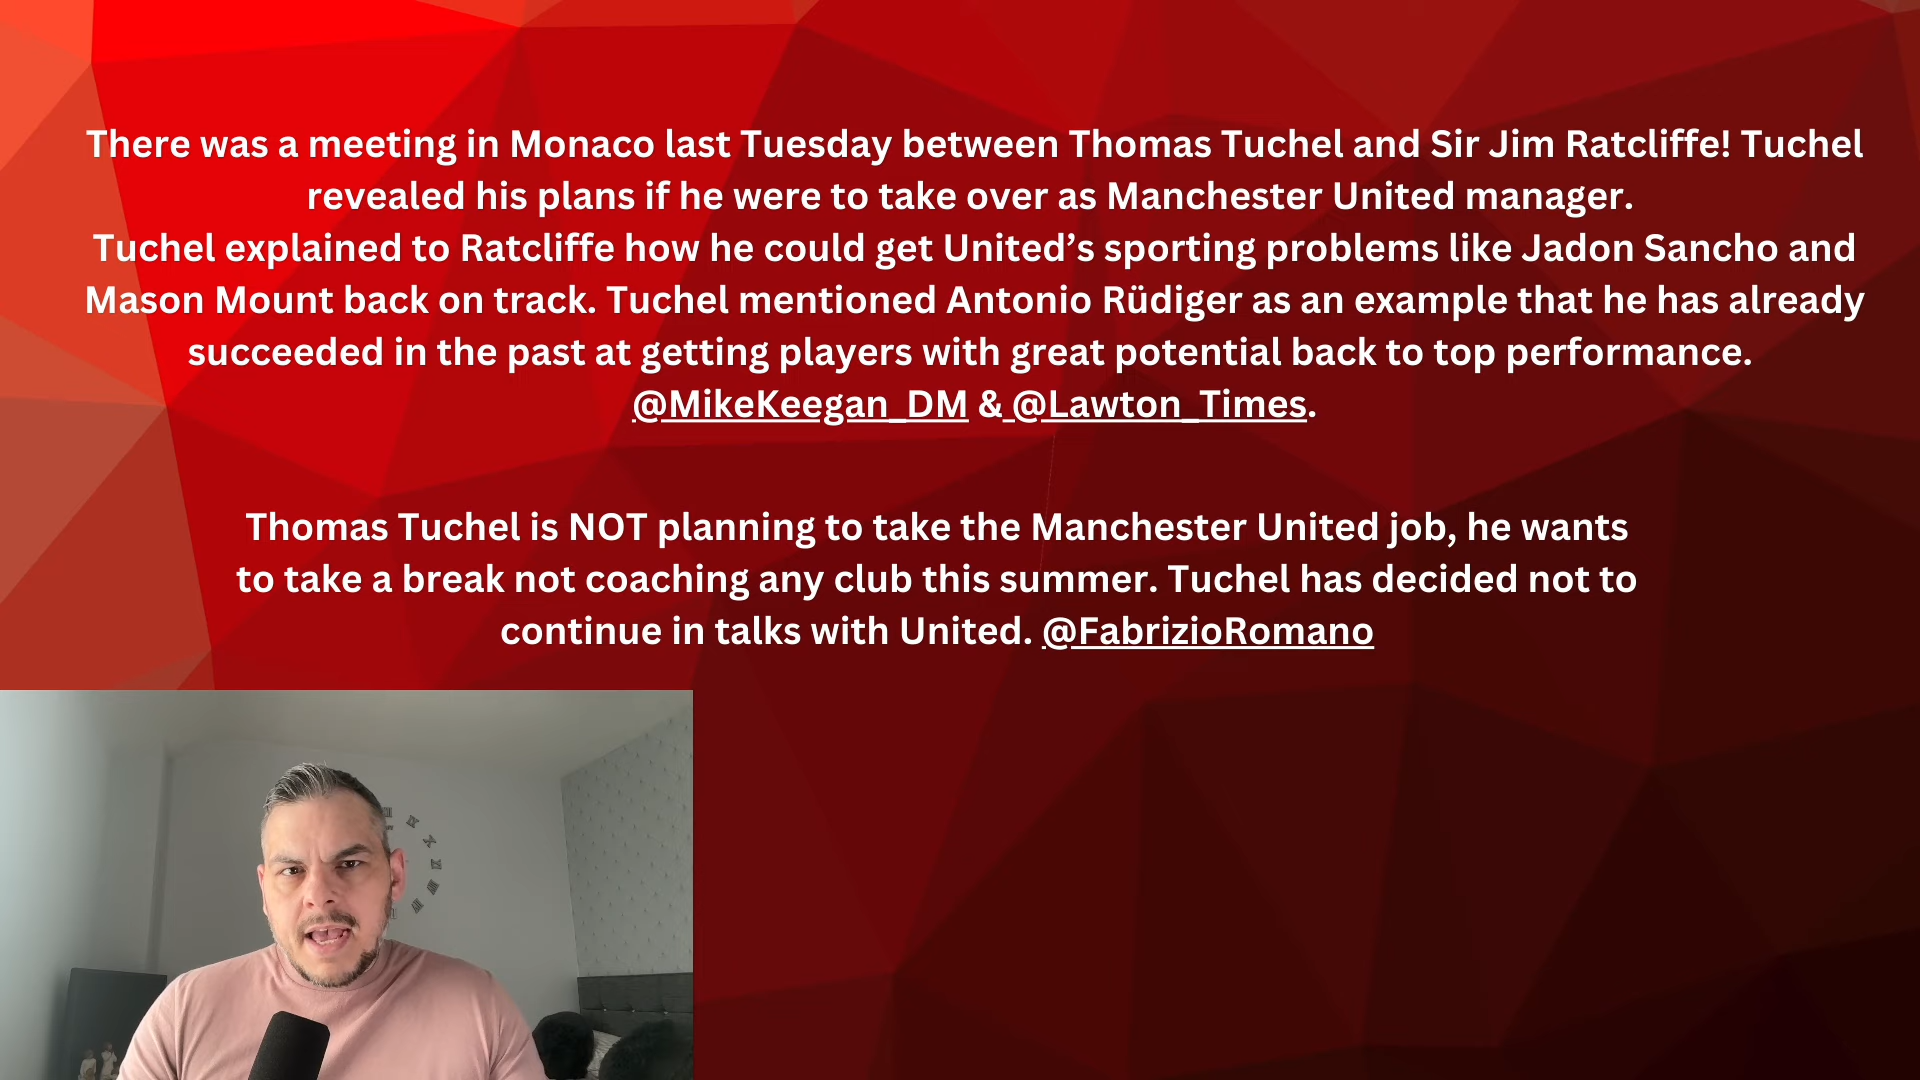 There was a meeting in Monaco last Tuesday between Thomas Tuchel and Sir Jim Ratcliffe! Tuchel
revealed his plans if he were to take over as Manchester United manager.
Tuchel explained to Ratcliffe how he could get United’s sporting problems like Jadon Sancho and
Mason Mount back on track. Tuchel mentioned Antonio Rüdiger as an example that he has already
succeeded in the past at getting players with great potential back to top performance.
@MikeKeegan_DM & @Lawton_Times.
Thomas Tuchel is NOT planning to take the Manchester United job, he wants
to take a break not coaching any club this summer. Tuchel has decided not to
continue in talks with United. @FabrizioRomano